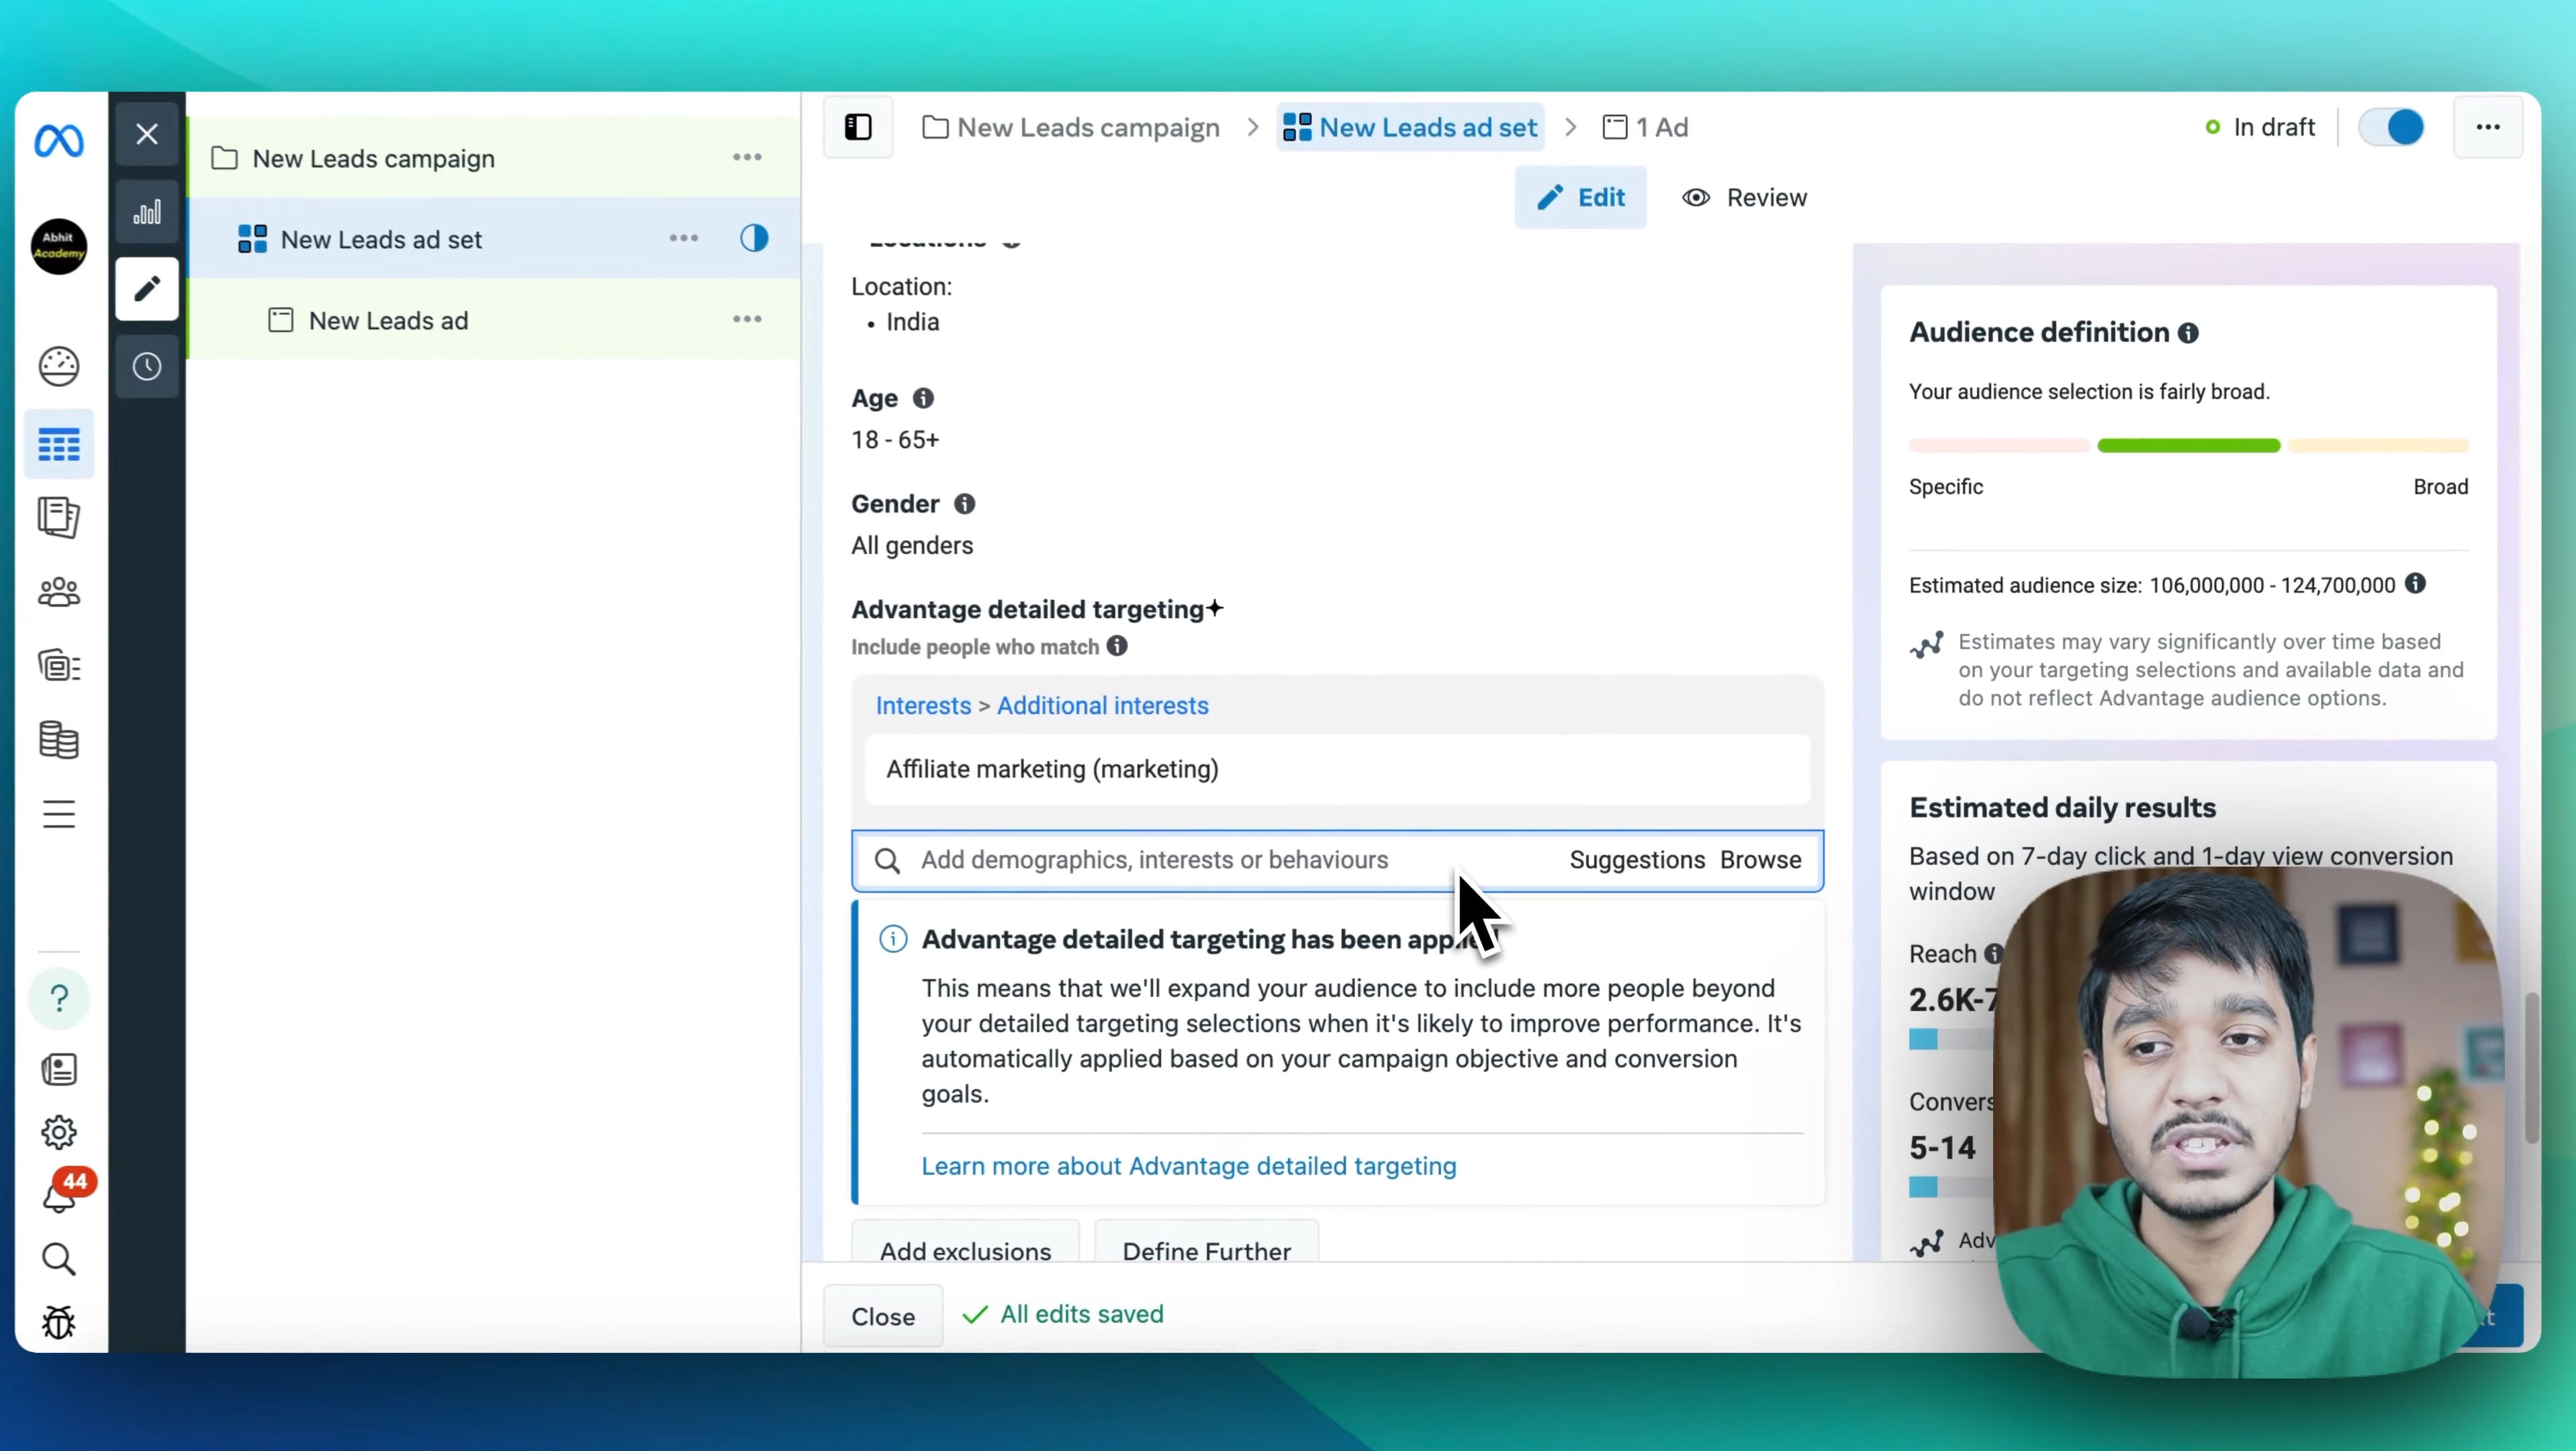 Abhit
Academy
44
New Leads campaign
New Leads ad set
New Leads ad
New Leads campaign > New Leads ad set > 1 Ad
In draft
Edit
Review
Locations
Location:
• India
Age
18 - 65+
Gender
All genders
Advantage detailed targeting
Include people who match
Interests > Additional interests
Affiliate marketing (marketing)
Add demographics, interests or behaviours
Suggestions Browse
Advantage detailed targeting has been
This means that we'll expand your audience to include more people beyond
your detailed targeting selections when it's likely to improve performance. It's
automatically applied based on your campaign objective and conversion
goals.
Learn more about Advantage detailed targeting
Add exclusions
Define Further
Close
All edits saved
Audience definition
Your audience selection is fairly broad.
Specific
Broad
Estimated audience size: 106,000,000 - 124,700,000
Estimates may vary significantly over time based
on your targeting selections and available data and
do not reflect Advantage audience options.
Estimated daily results
Based on 7-day click and 1-day view conversion
window
Reach
2.6K-
5-14